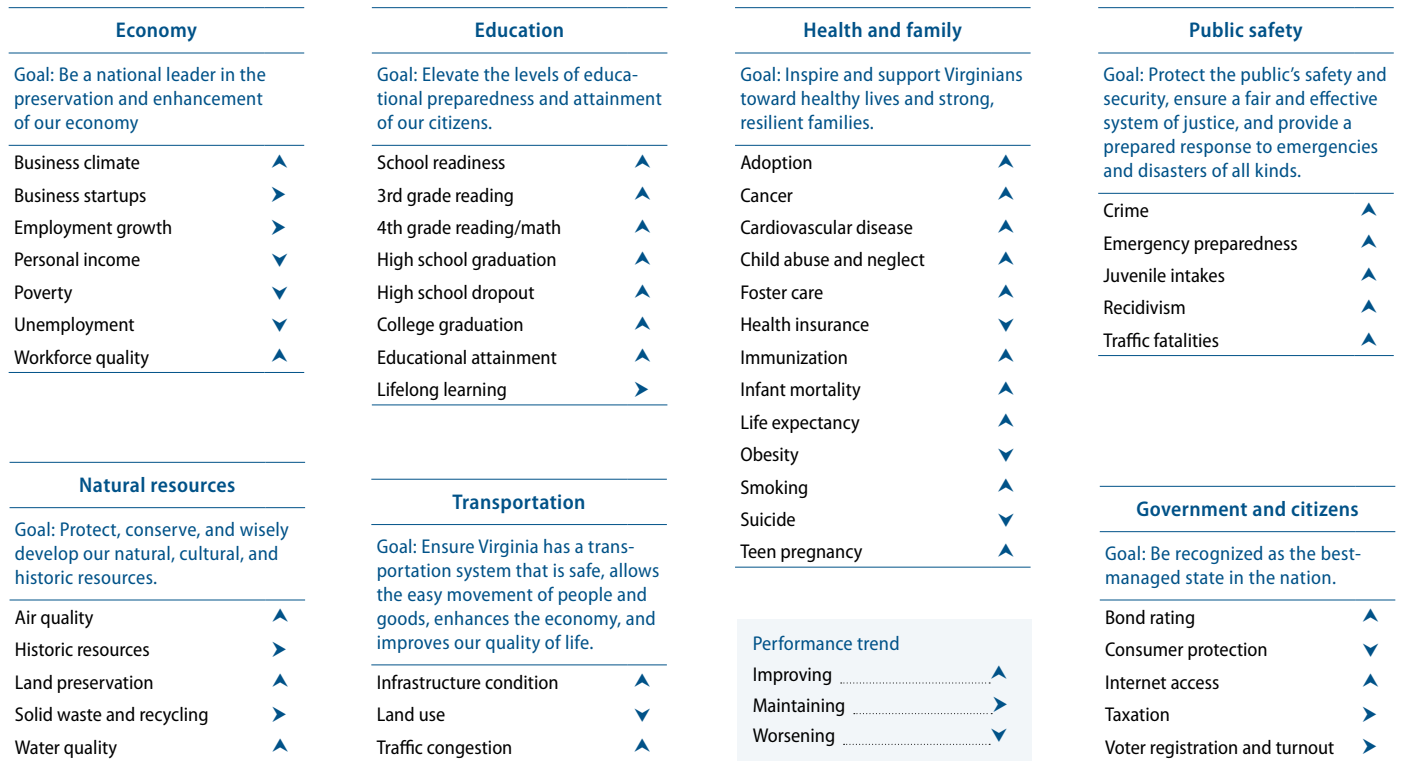 Economy
Goal: Be a national leader in the
preservation and enhancement
of our economy
Business climate
Business startups
Employment growth
Personal income
Poverty
Unemployment
Workforce quality
Education
Goal: Elevate the levels of educa-
tional preparedness and attainment
of our citizens.
School readiness
3rd grade reading
4th grade reading/math
High school graduation
High school dropout
College graduation
Educational attainment
Lifelong learning
Health and family
Goal: Inspire and support Virginians
toward healthy lives and strong,
resilient families.
Adoption
Cancer
Cardiovascular disease
Child abuse and neglect
Foster care
Health insurance
Immunization
Infant mortality
Life expectancy
Obesity
Smoking
Suicide
Teen pregnancy
Public safety
Goal: Protect the public's safety and
security, ensure a fair and effective
system of justice, and provide a
prepared response to emergencies
and disasters of all kinds.
Crime
Emergency preparedness
Juvenile intakes
Recidivism
Traffic fatalities
Natural resources
Goal: Protect, conserve, and wisely
develop our natural, cultural, and
historic resources.
Air quality
Historic resources
Land preservation
Solid waste and recycling
Water quality
Transportation
Goal: Ensure Virginia has a trans-
portation system that is safe, allows
the easy movement of people and
goods, enhances the economy, and
improves our quality of life.
Infrastructure condition
Land use
Traffic congestion
Performance trend
Improving
Maintaining
Worsening
Government and citizens
Goal: Be recognized as the best-
managed state in the nation.
Bond rating
Consumer protection
Internet access
Taxation
Voter registration and turnout